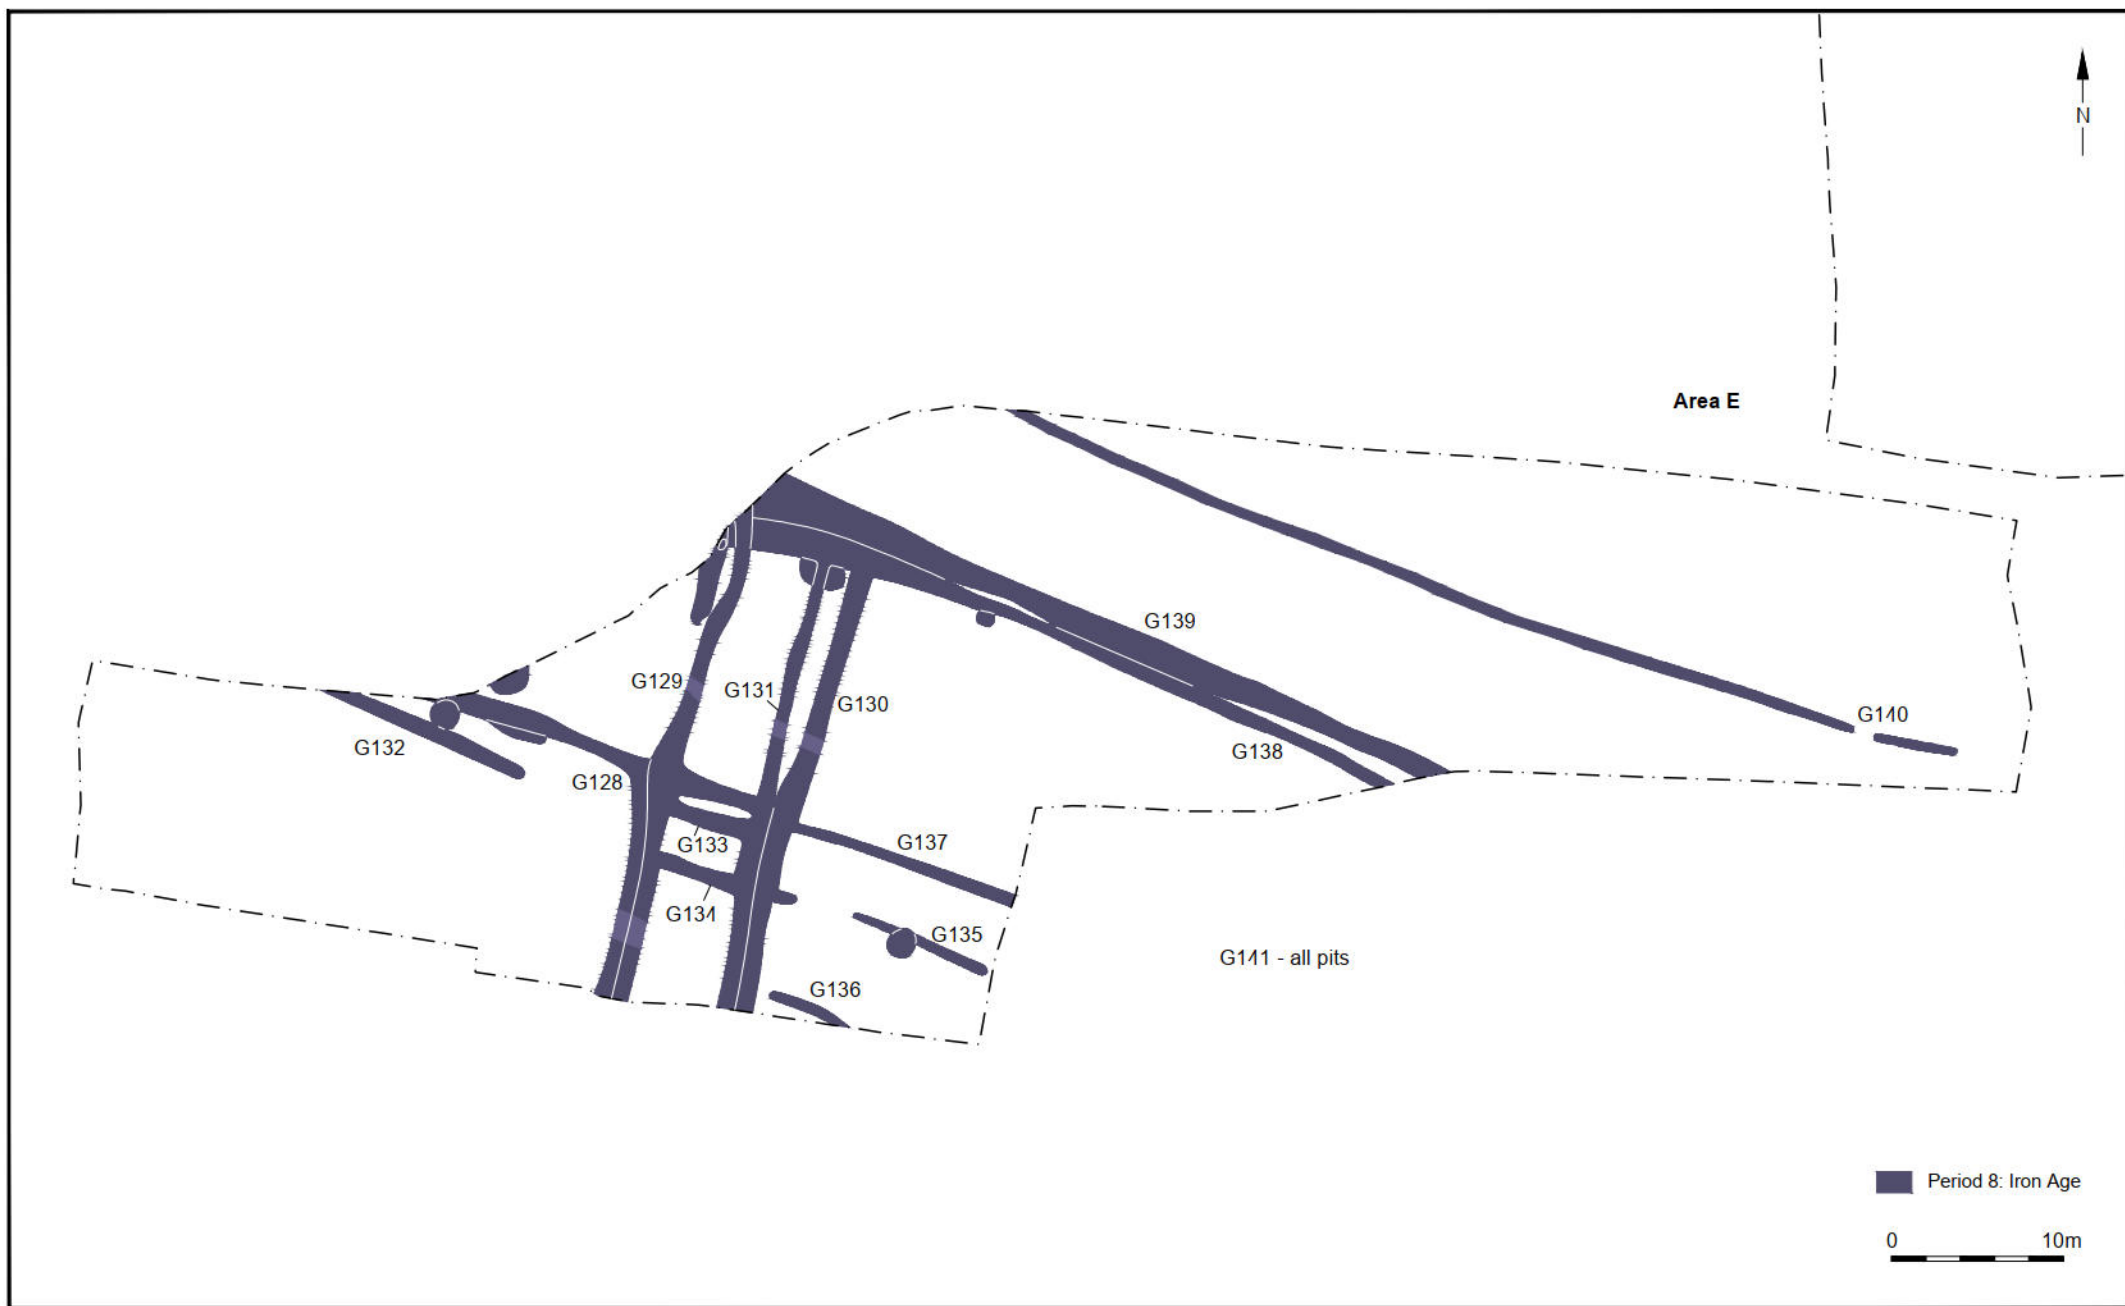 N
Area E
G139
G129
G131
G130
G140
G132
G138
G128
G133
G137
G134
G135
G141 - all pits
G136
Period 8: Iron Age
0 10m